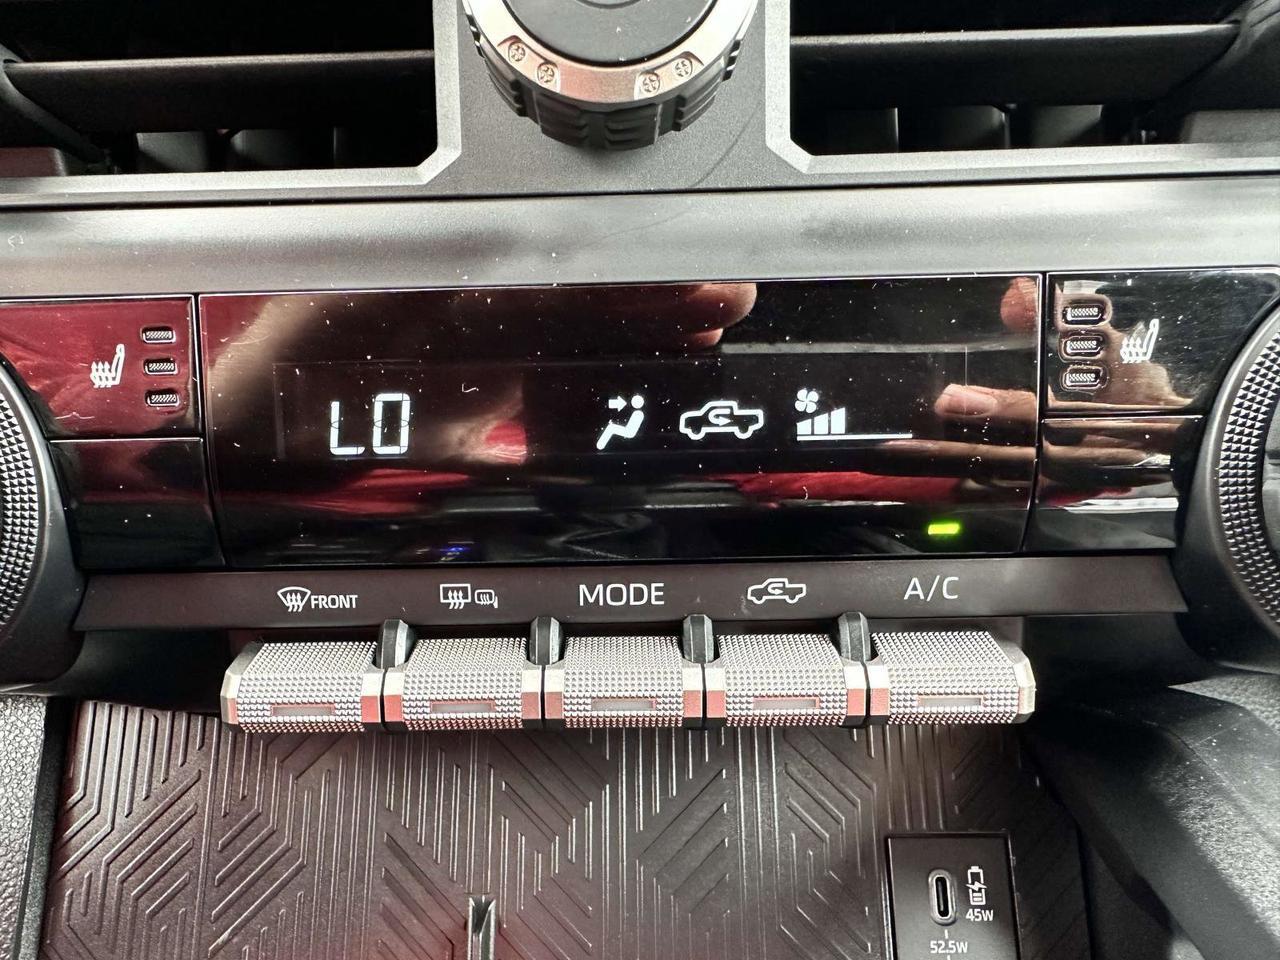 LO
FRONT
MODE
A/C
45W
52.5W